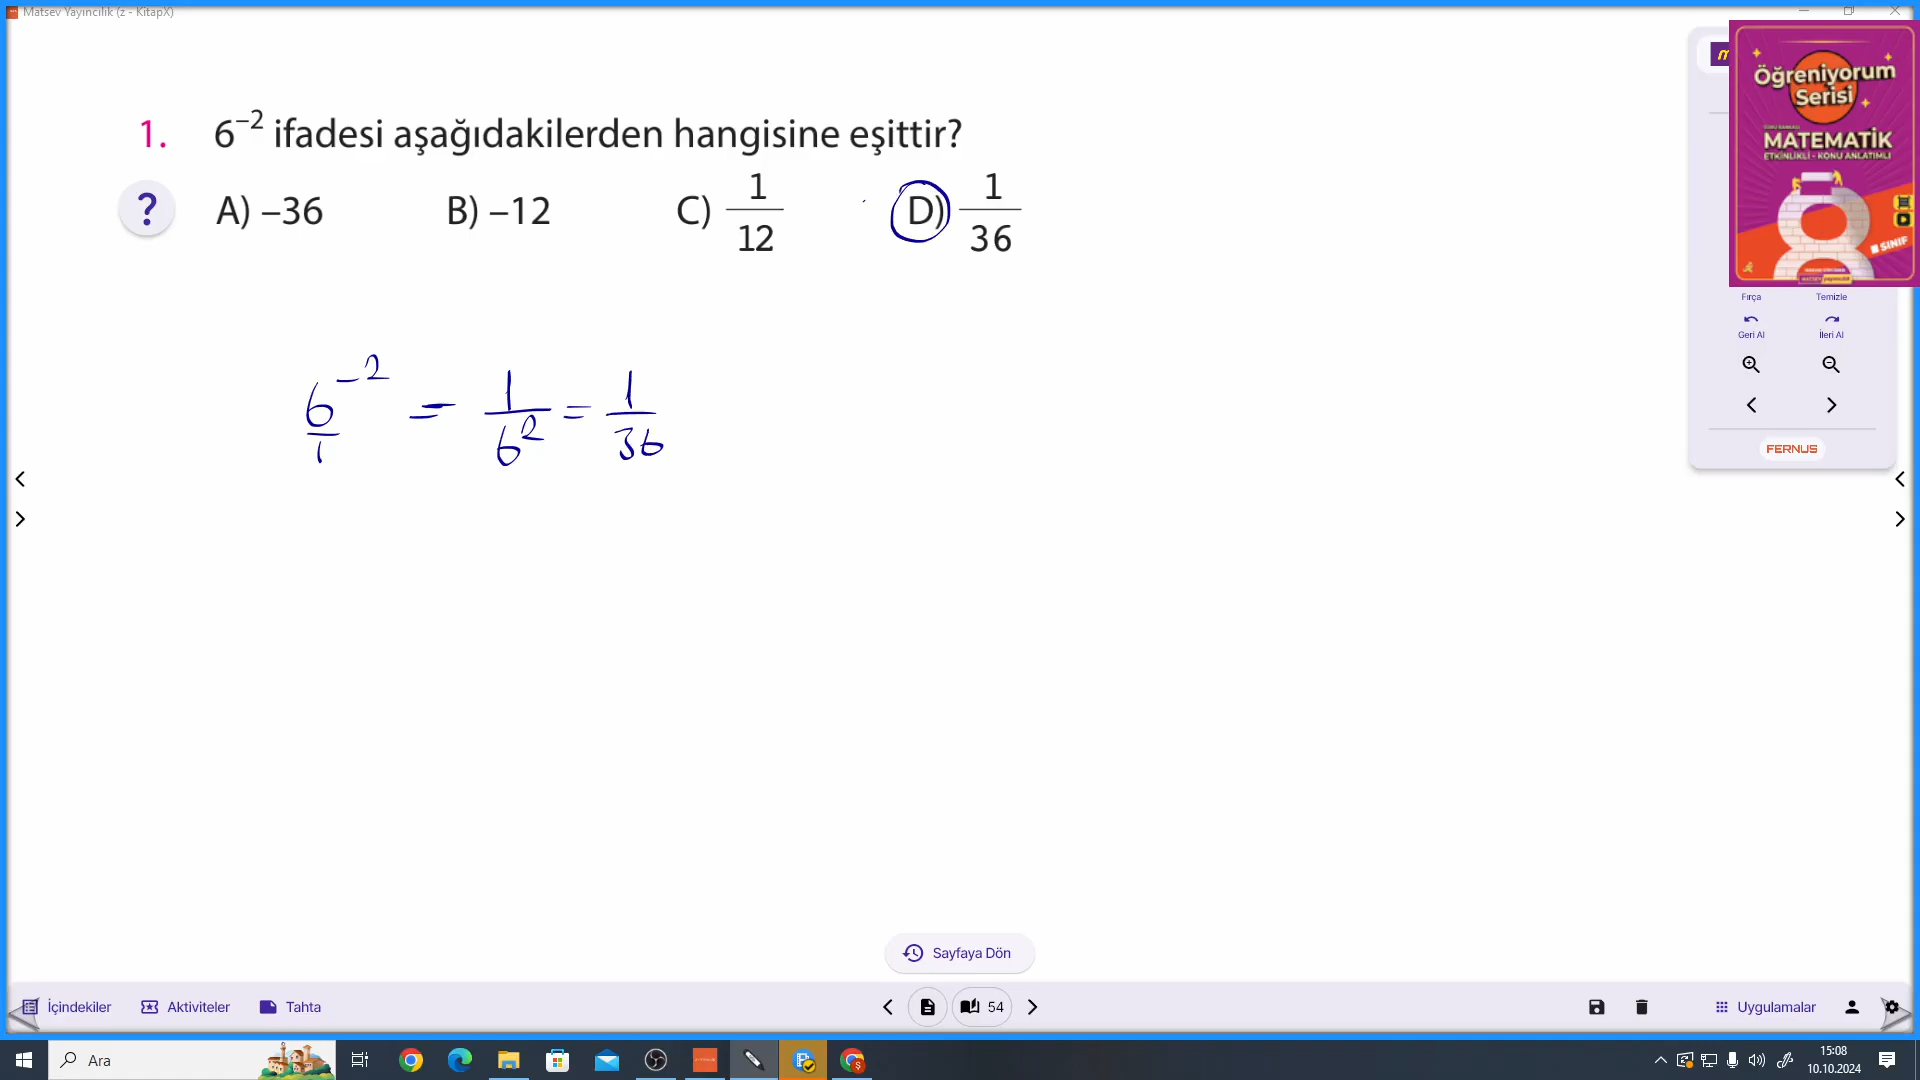 Matsev Yayıncılık (z - KitapX)
1. 6⁻² ifadesi aşağıdakilerden hangisine eşittir?
? A) –36 B) –12 C) 1/12 D) 1/36
6⁻²/1 = 1/6² = 1/36
Öğreniyorum
Serisi
MATEMATİK
ETKİNLİKLİ - KONU ANLATIMLI
8
SINIF
Fırça Temizle
Geri Al İleri Al
FERNUS
Sayfaya Dön
İçindekiler Aktiviteler Tahta 54 Uygulamalar
Ara 15:08
10.10.2024